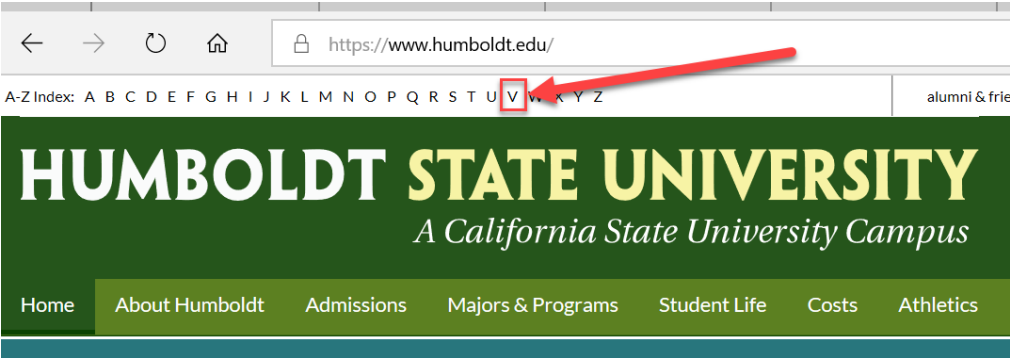 https://www.humboldt.edu/
A-Z Index: A B C D E F G H I J K L M N O P Q R S T U V W X Y Z alumni & frie
HUMBOLDT STATE UNIVERSITY
A California State University Campus
Home About Humboldt Admissions Majors & Programs Student Life Costs Athletics